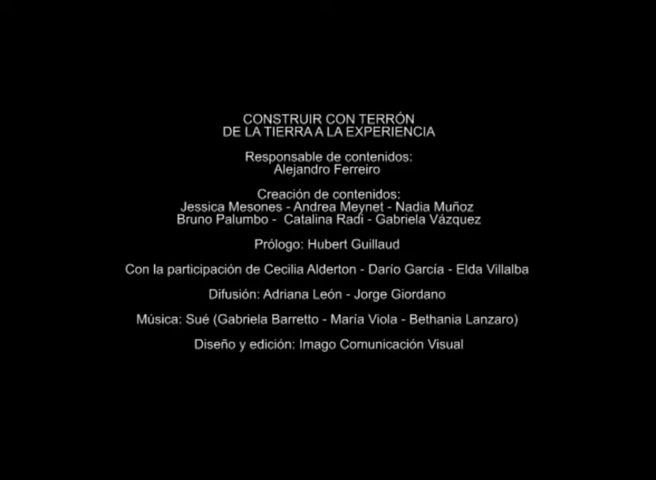 CONSTRUIR CON TERRÓN
DE LA TIERRA A LA EXPERIENCIA
Responsable de contenidos:
Alejandro Ferreiro
Creación de contenidos:
Jessica Mesones - Andrea Meynet - Nadia Muñoz
Bruno Palumbo - Catalina Radi - Gabriela Vázquez
Prólogo: Hubert Guillaud
Con la participación de Cecilia Alderton - Darío García - Elda Villalba
Difusión: Adriana León - Jorge Giordano
Música: Sué (Gabriela Barretto - María Viola - Bethania Lanzaro)
Diseño y edición: Imago Comunicación Visual